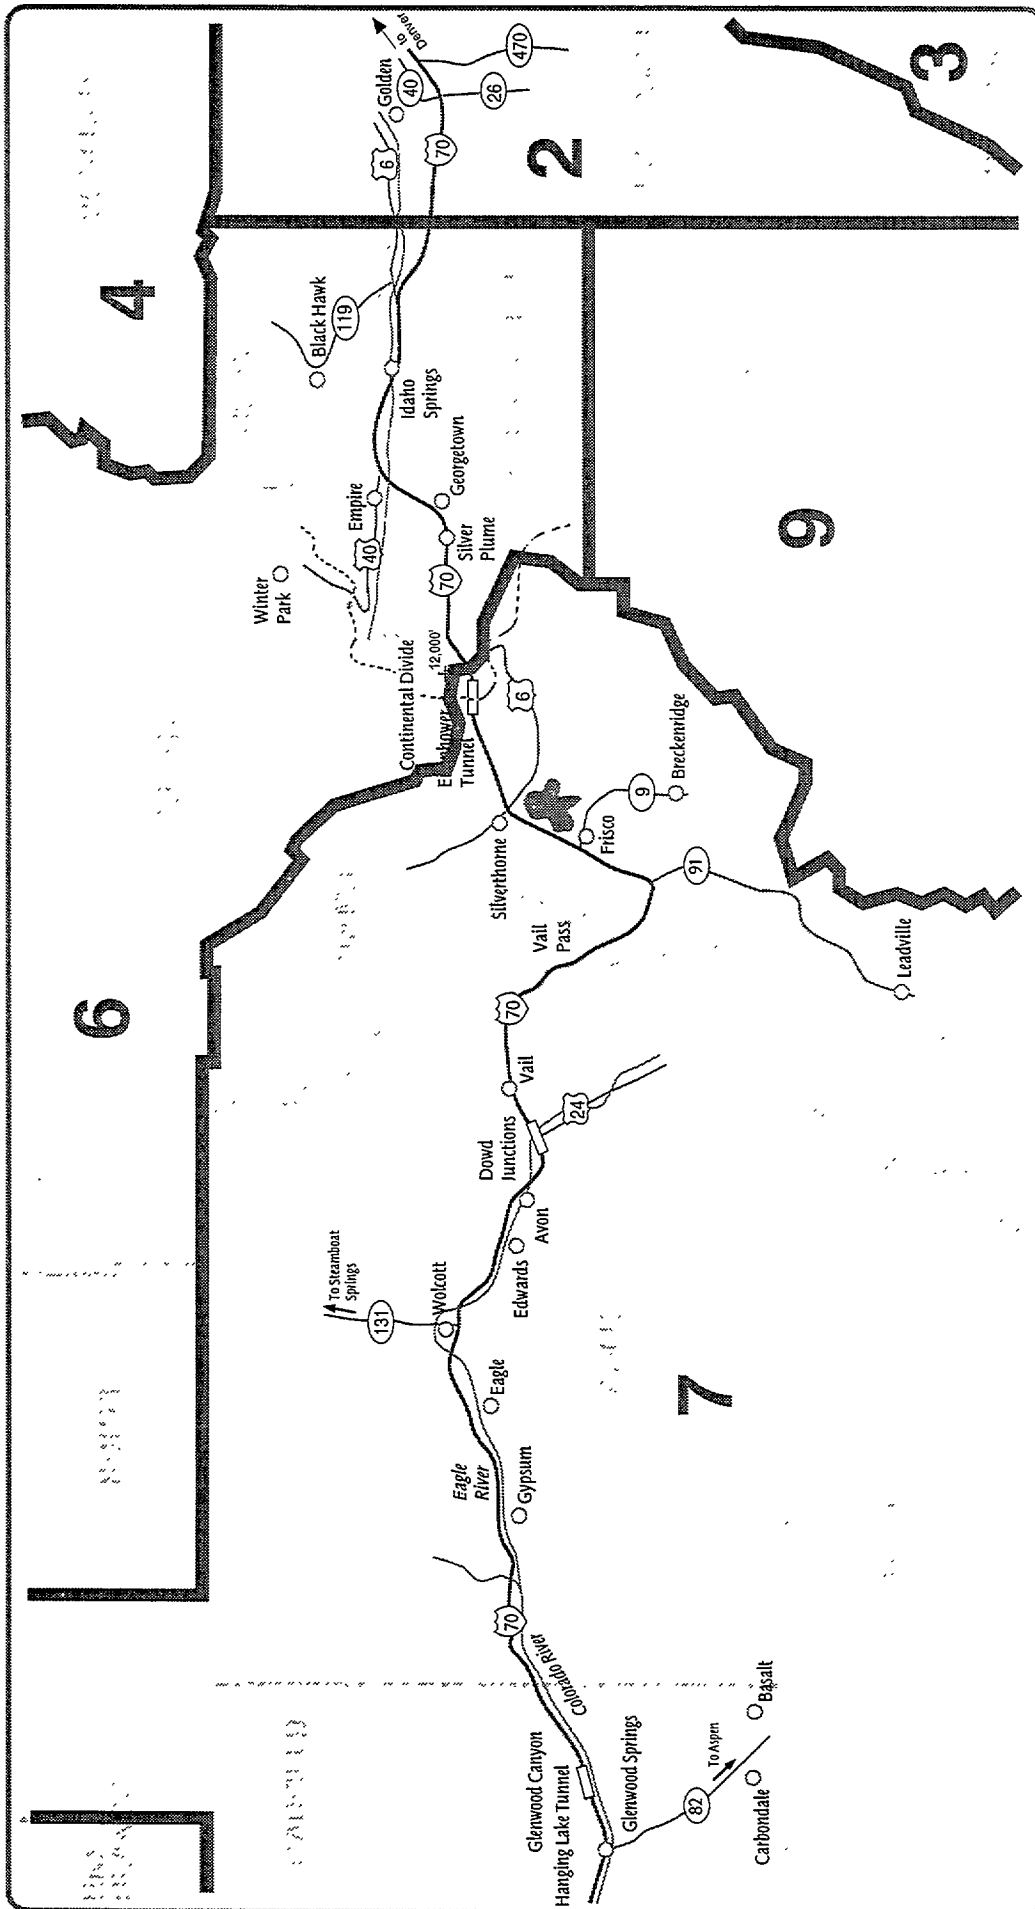 6
4
2
3
9
7
Continental Divide
12,000'
Eisenhower
Tunnel
Winter
Park
Black Hawk
119
Golden
to
Denver
40
470
26
6
70
Empire
40
Idaho
Springs
Georgetown
Silver
Plume
70
6
Silverthorne
Frisco
9
Breckenridge
91
Leadville
Vail
Pass
70
Vail
Dowd
Junctions
24
Avon
Edwards
To Steamboat
Springs
131
Wolcott
Eagle
Eagle
River
Gypsum
70
Colorado River
Glenwood Canyon
Hanging Lake Tunnel
Glenwood Springs
82
To Aspen
Basalt
Carbondale